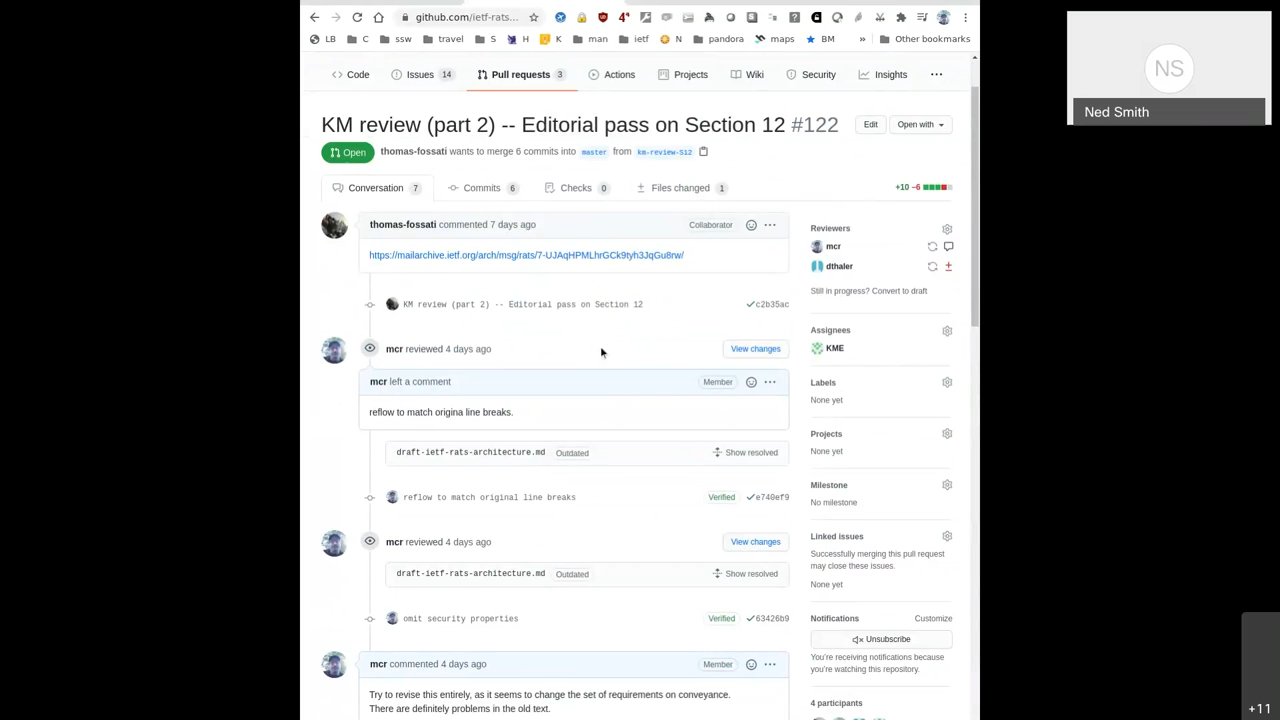 github.com/ietf-rats...
LB C ssw travel S H K man ietf N pandora maps BM » Other bookmarks
Code Issues 14 Pull requests 3 Actions Projects Wiki Security Insights
KM review (part 2) -- Editorial pass on Section 12 #122 Edit Open with
Open thomas-fossati wants to merge 6 commits into master from km-review-S12
Conversation 7 Commits 6 Checks 0 Files changed 1 +10 −6
thomas-fossati commented 7 days ago Collaborator
https://mailarchive.ietf.org/arch/msg/rats/7-UJAqHPMLhrGCk9tyh3JqGu8rw/
KM review (part 2) -- Editorial pass on Section 12 c2b35ac
mcr reviewed 4 days ago View changes
mcr left a comment Member
reflow to match origina line breaks.
draft-ietf-rats-architecture.md Outdated Show resolved
reflow to match original line breaks Verified e740ef9
mcr reviewed 4 days ago View changes
draft-ietf-rats-architecture.md Outdated Show resolved
omit security properties Verified 63426b9
mcr commented 4 days ago Member
Try to revise this entirely, as it seems to change the set of requirements on conveyance.
There are definitely problems in the old text.
Reviewers
mcr
dthaler
Still in progress? Convert to draft
Assignees
KME
Labels
None yet
Projects
None yet
Milestone
No milestone
Linked issues
Successfully merging this pull request
may close these issues.
None yet
Notifications Customize
Unsubscribe
You're receiving notifications because
you're watching this repository.
4 participants
NS
Ned Smith
+11